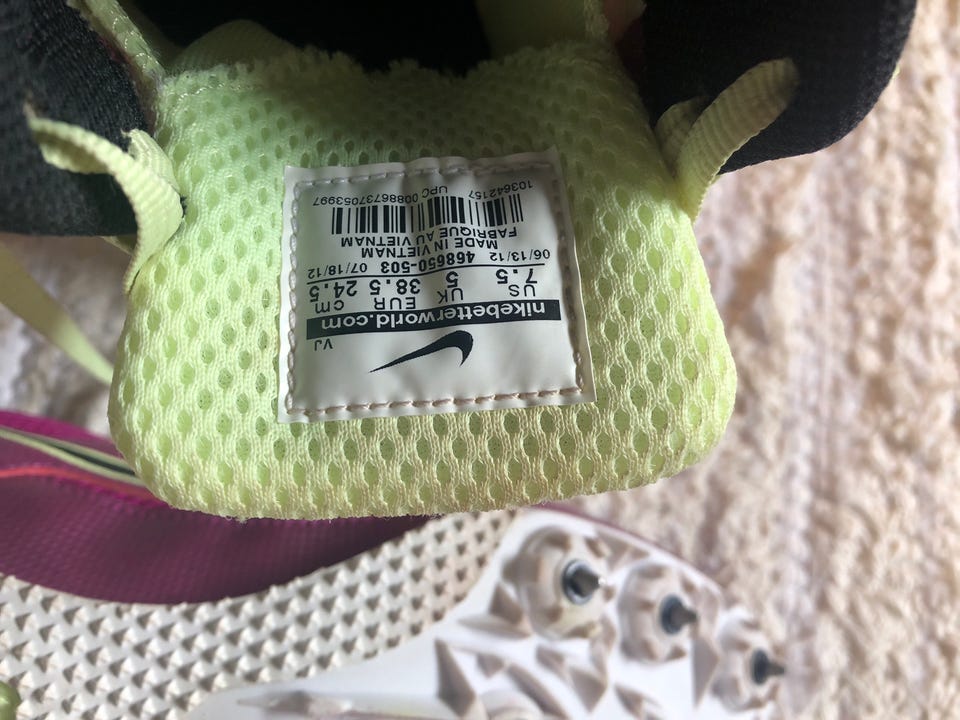 VJ
nikebetterworld.com
US UK EUR cm
7.5 5 38.5 24.5
06/13/12 468650-503 07/18/12
MADE IN VIETNAM
FABRIQUE AU VIETNAM
103642157 UPC 00886737053997